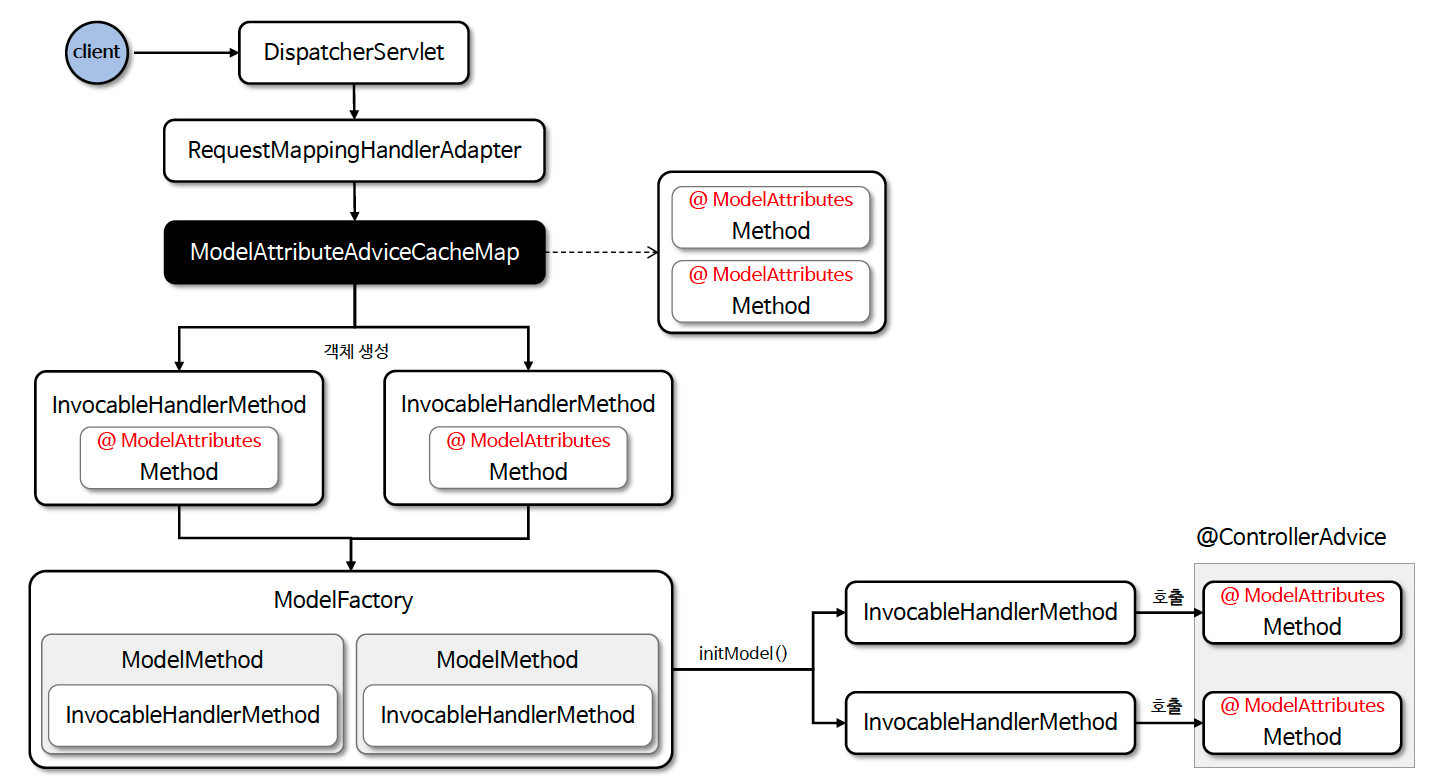 client
DispatcherServlet
RequestMappingHandlerAdapter
ModelAttributeAdviceCacheMap
@ ModelAttributes
Method
@ ModelAttributes
Method
객체 생성
InvocableHandlerMethod
@ ModelAttributes
Method
InvocableHandlerMethod
@ ModelAttributes
Method
ModelFactory
ModelMethod
InvocableHandlerMethod
ModelMethod
InvocableHandlerMethod
initModel()
InvocableHandlerMethod
호출
InvocableHandlerMethod
호출
@ControllerAdvice
@ ModelAttributes
Method
@ ModelAttributes
Method